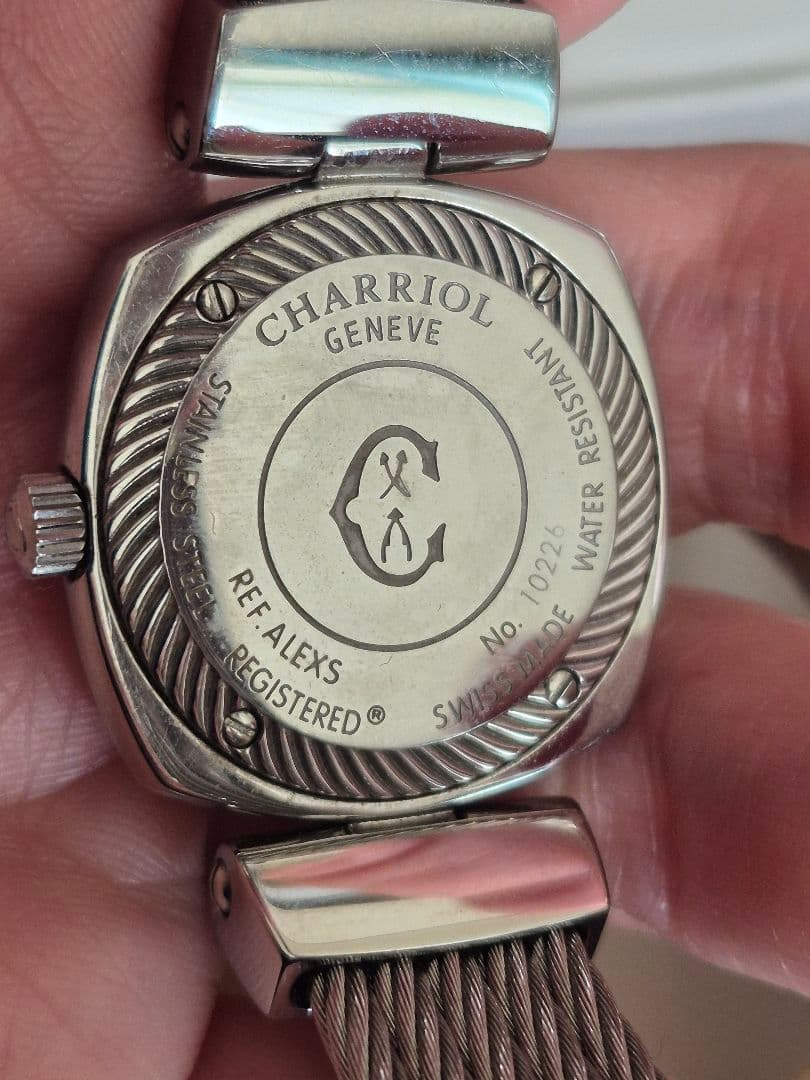 CHARRIOL
GENEVE
STAINLESS STEEL
WATER RESISTANT
C
REF. ALEXS
REGISTERED®
No. 10226
SWISS MADE